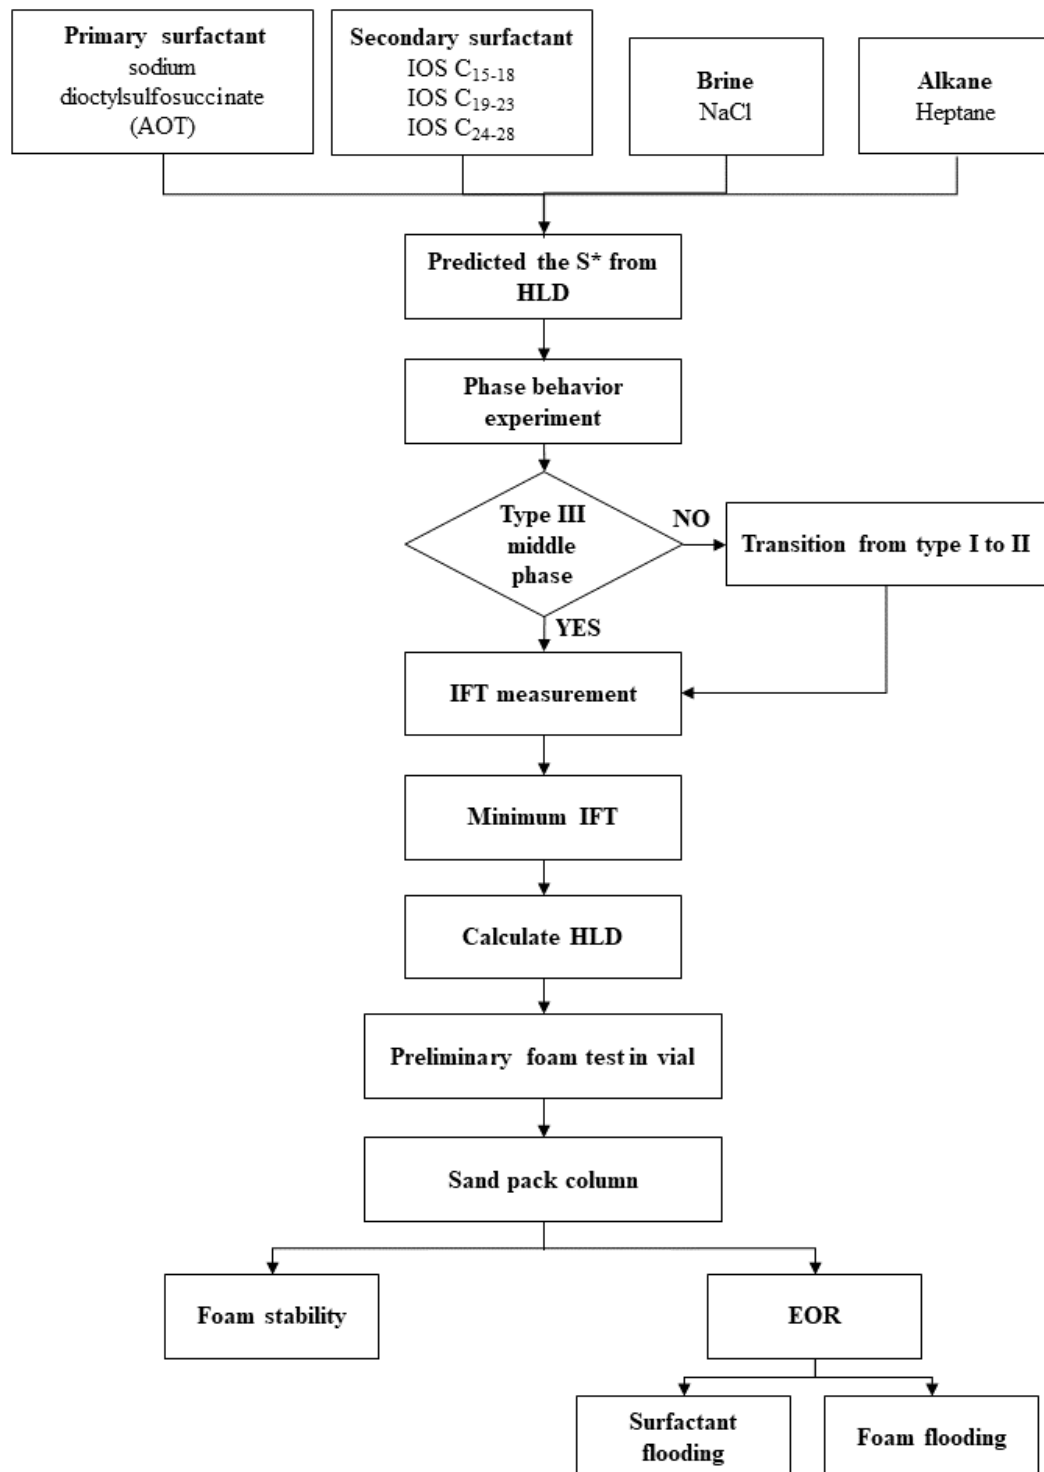 Primary surfactant
sodium
dioctylsulfosuccinate
(AOT)
Secondary surfactant
IOS C15-18
IOS C19-23
IOS C24-28
Brine
NaCl
Alkane
Heptane
Predicted the S* from
HLD
Phase behavior
experiment
Type III
middle
phase
NO
Transition from type I to II
YES
IFT measurement
Minimum IFT
Calculate HLD
Preliminary foam test in vial
Sand pack column
Foam stability
EOR
Surfactant
flooding
Foam flooding